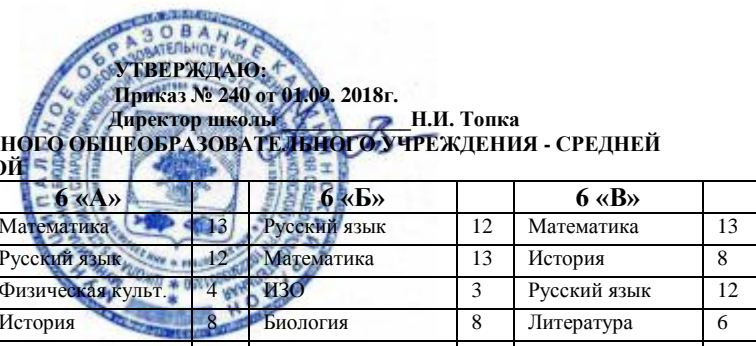 УТВЕРЖДАЮ:
Приказ № 240 от 01.09. 2018г.
Директор школы ______________Н.И. Топка
НОГО ОБЩЕОБРАЗОВАТЕЛЬНОГО УЧРЕЖДЕНИЯ - СРЕДНЕЙ
ОЙ
6 «А» 6 «Б» 6 «В»
Математика 13 Русский язык 12 Математика 13
Русский язык 12 Математика 13 История 8
Физическая культ. 4 ИЗО 3 Русский язык 12
История 8 Биология 8 Литература 6